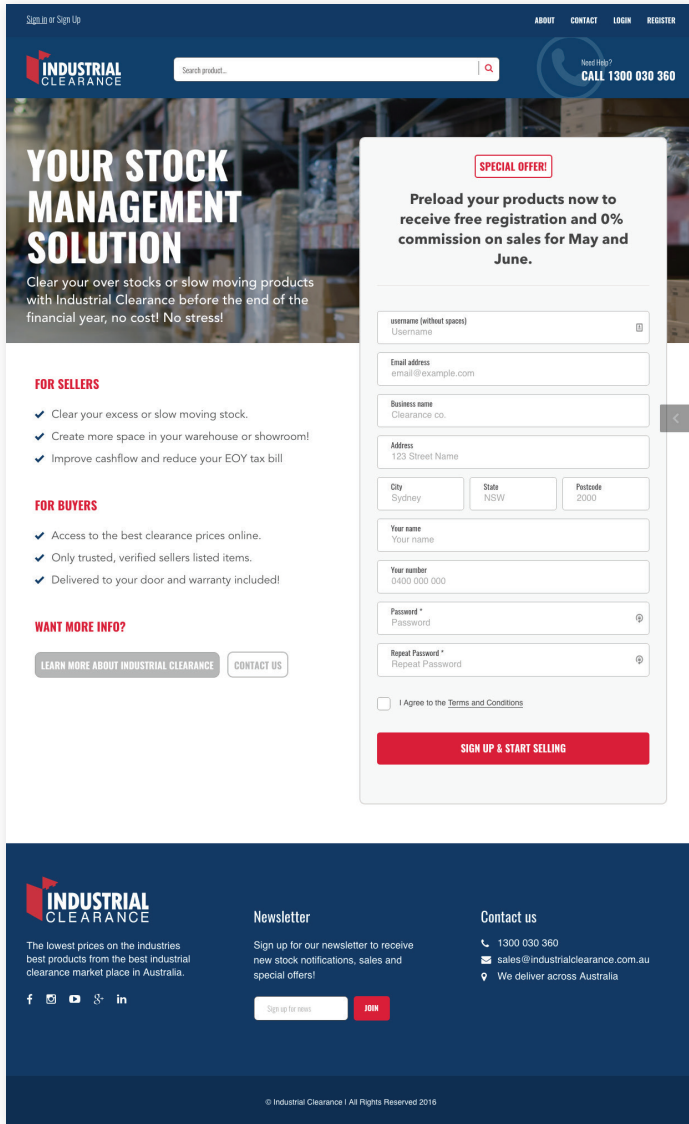 Sign in or Sign Up
ABOUT CONTACT LOGIN REGISTER
INDUSTRIAL
CLEARANCE
Search product...
Need Help?
CALL 1300 030 360
YOUR STOCK
MANAGEMENT
SOLUTION
Clear your over stocks or slow moving products
with Industrial Clearance before the end of the
financial year, no cost! No stress!
FOR SELLERS
Clear your excess or slow moving stock.
Create more space in your warehouse or showroom!
Improve cashflow and reduce your EOY tax bill
FOR BUYERS
Access to the best clearance prices online.
Only trusted, verified sellers listed items.
Delivered to your door and warranty included!
WANT MORE INFO?
LEARN MORE ABOUT INDUSTRIAL CLEARANCE
CONTACT US
SPECIAL OFFER!
Preload your products now to
receive free registration and 0%
commission on sales for May and
June.
username (without spaces)
Username
Email address
email@example.com
Business name
Clearance co.
Address
123 Street Name
City State Postcode
Sydney NSW 2000
Your name
Your name
Your number
0400 000 000
Password *
Password
Repeat Password *
Repeat Password
I Agree to the Terms and Conditions
SIGN UP & START SELLING
INDUSTRIAL
CLEARANCE
The lowest prices on the industries
best products from the best industrial
clearance market place in Australia.
Newsletter
Sign up for our newsletter to receive
new stock notifications, sales and
special offers!
Sign up for news
JOIN
Contact us
1300 030 360
sales@industrialclearance.com.au
We deliver across Australia
© Industrial Clearance | All Rights Reserved 2016